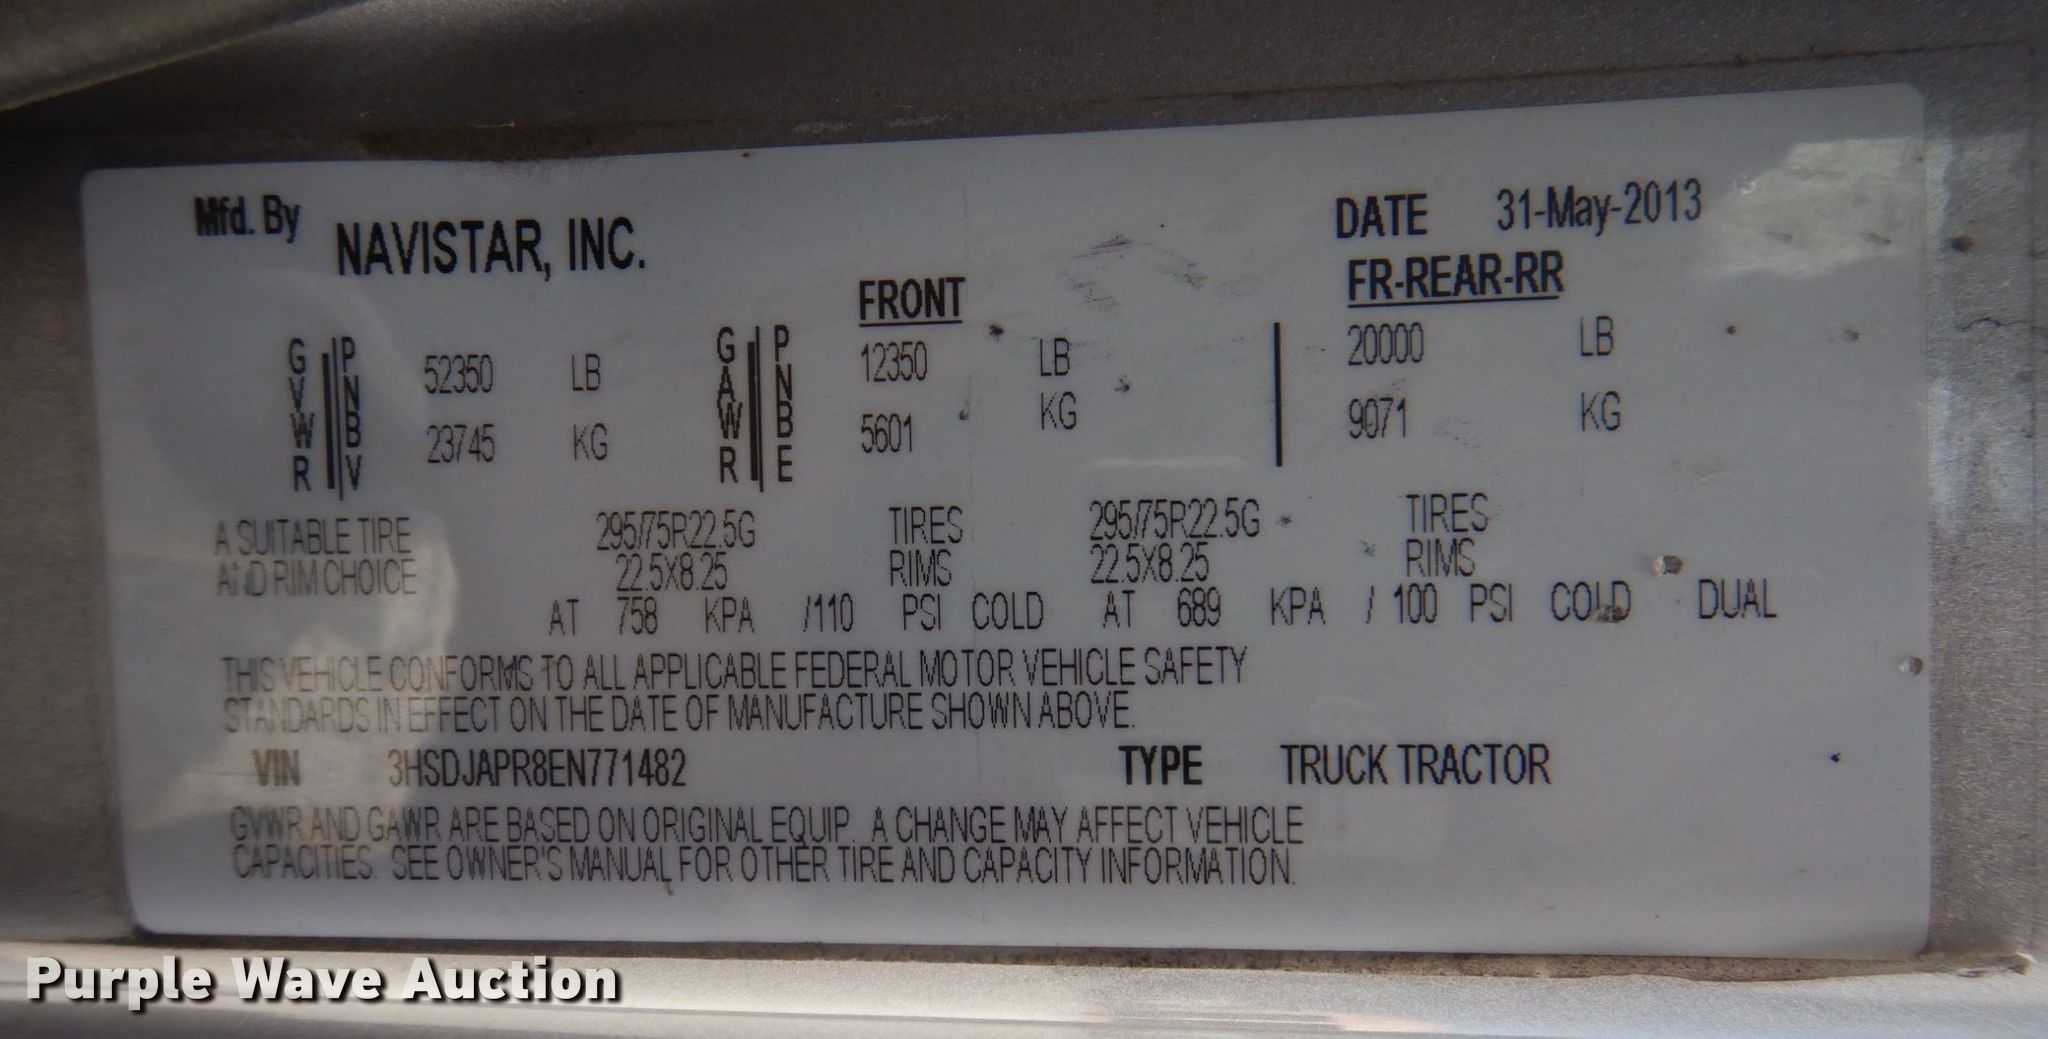 Mfd. By NAVISTAR, INC. DATE 31-May-2013
FRONT FR-REAR-RR
GVWR PNBV 52350 LB GAWR PNBE 12350 LB 20000 LB
23745 KG 5601 KG 9071 KG
A SUITABLE TIRE 295/75R22.5G TIRES 295/75R22.5G TIRES
AND RIM CHOICE 22.5X8.25 RIMS 22.5X8.25 RIMS
AT 758 KPA /110 PSI COLD AT 689 KPA / 100 PSI COLD DUAL
THIS VEHICLE CONFORMS TO ALL APPLICABLE FEDERAL MOTOR VEHICLE SAFETY
STANDARDS IN EFFECT ON THE DATE OF MANUFACTURE SHOWN ABOVE.
VIN 3HSDJAPR8EN771482 TYPE TRUCK TRACTOR
GVWR AND GAWR ARE BASED ON ORIGINAL EQUIP. A CHANGE MAY AFFECT VEHICLE
CAPACITIES. SEE OWNER'S MANUAL FOR OTHER TIRE AND CAPACITY INFORMATION.
Purple Wave Auction